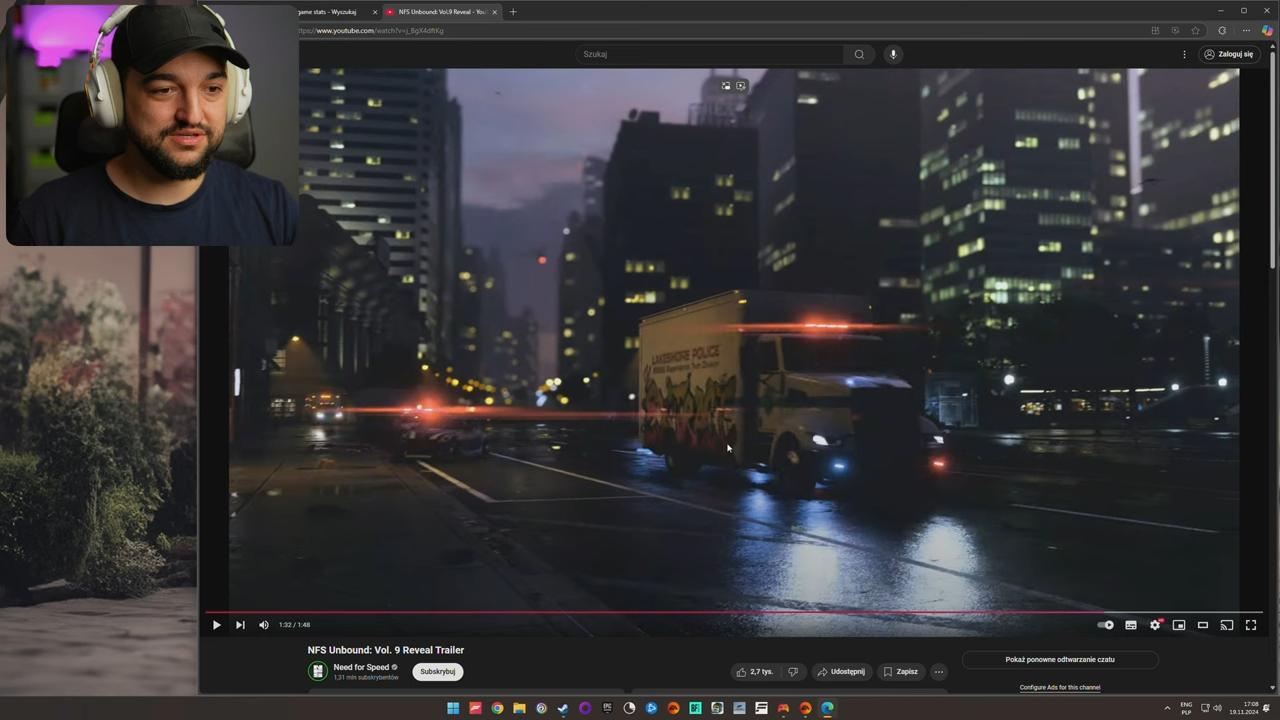 game stats - Wyszukaj
NFS Unbound: Vol.9 Reveal - You
https://www.youtube.com/watch?v=j_BgX4dftKg
Szukaj
Zaloguj się
LAKESHORE POLICE
1:32 / 1:48
NFS Unbound: Vol. 9 Reveal Trailer
Need for Speed
1,31 mln subskrybentów
Subskrybuj
2,7 tys.
Udostępnij
Zapisz
Pokaż ponowne odtwarzanie czatu
Configure Ads for this channel
ENG
PLP
17:08
19.11.2024